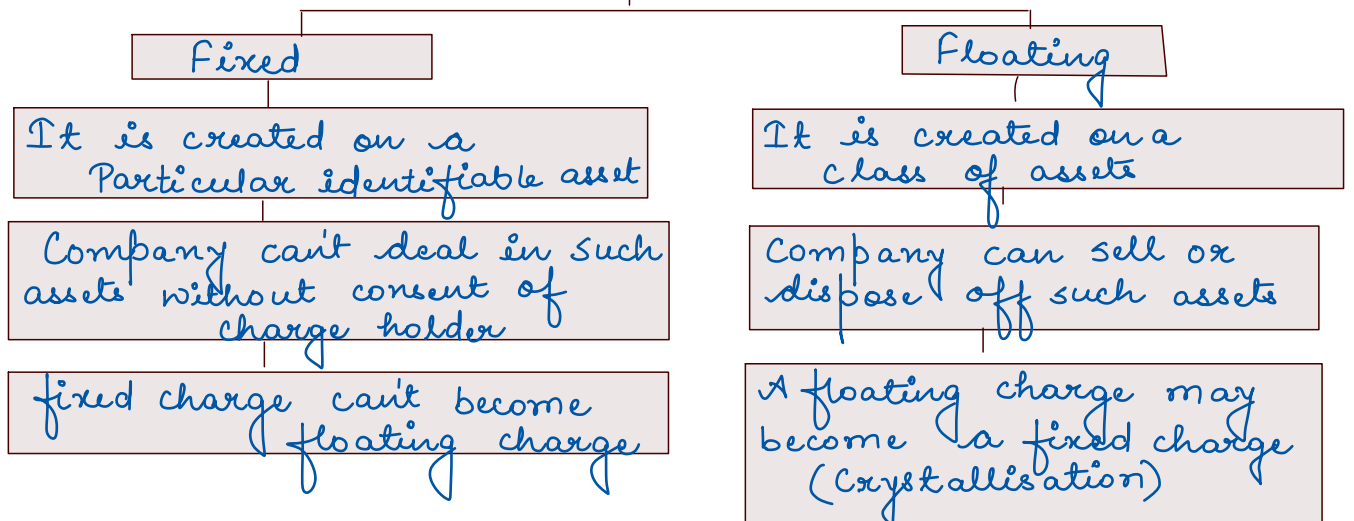 Fixed
It is created on a
Particular identifiable asset
Company can't deal in such
assets without consent of
charge holder
fixed charge can't become
floating charge
Floating
It is created on a
class of assets
Company can sell or
dispose off such assets
A floating charge may
become a fixed charge
(Crystallisation)